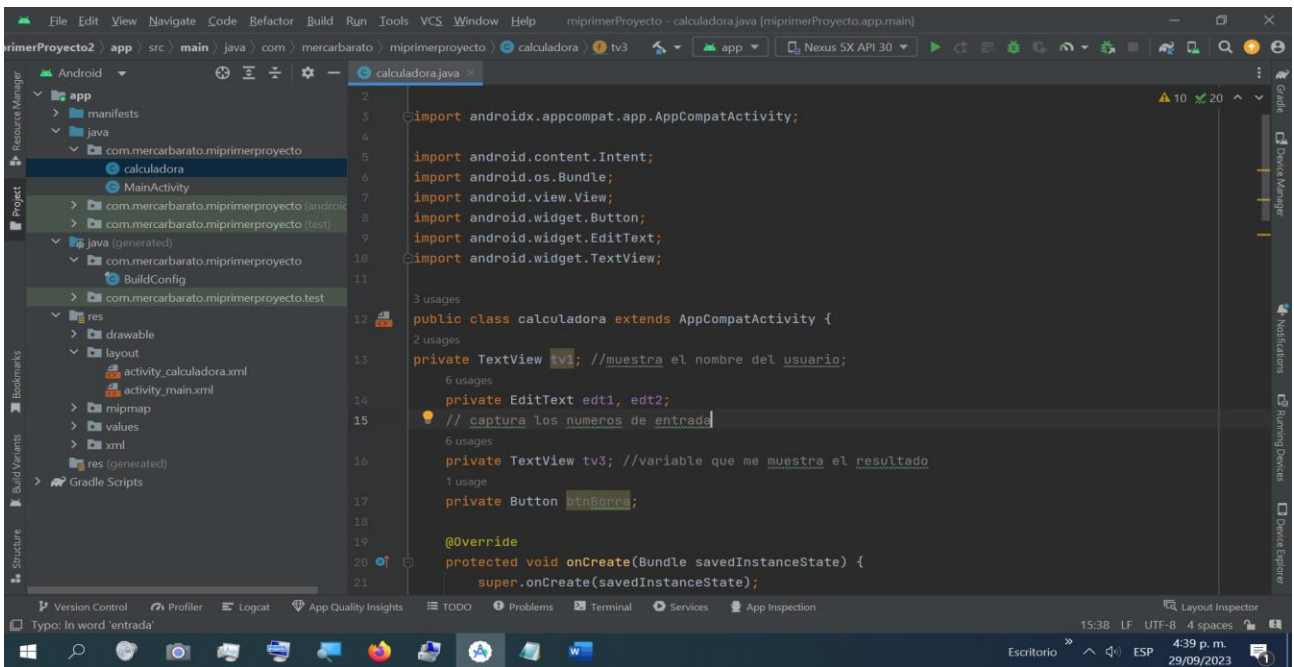 File Edit View Navigate Code Refactor Build Run Tools VCS Window Help miprimerProyecto - calculadora.java [miprimerProyecto.app.main]
rimerProyecto2 app src main java com mercarbarato miprimerproyecto calculadora tv3 app Nexus 5X API 30
Android
calculadora.java
Resource Manager
Project
Bookmarks
Build Variants
Structure
app
manifests
java
com.mercarbarato.miprimerproyecto
calculadora
MainActivity
com.mercarbarato.miprimerproyecto (androic
com.mercarbarato.miprimerproyecto (test)
java (generated)
com.mercarbarato.miprimerproyecto
BuildConfig
com.mercarbarato.miprimerproyecto.test
res
drawable
layout
activity_calculadora.xml
activity_main.xml
mipmap
values
xml
res (generated)
Gradle Scripts
10 20
2
3 import androidx.appcompat.app.AppCompatActivity;
4
5 import android.content.Intent;
6 import android.os.Bundle;
7 import android.view.View;
8 import android.widget.Button;
9 import android.widget.EditText;
10 import android.widget.TextView;
11
3 usages
12 public class calculadora extends AppCompatActivity {
2 usages
13 private TextView tv1; //muestra el nombre del usuario;
6 usages
14 private EditText edt1, edt2;
15 // captura los numeros de entrada
6 usages
16 private TextView tv3; //variable que me muestra el resultado
1 usage
17 private Button btnBorra;
18
19 @Override
20 protected void onCreate(Bundle savedInstanceState) {
21 super.onCreate(savedInstanceState);
Gradle
Device Manager
Notifications
Running Devices
Device Explorer
Version Control Profiler Logcat App Quality Insights TODO Problems Terminal Services App Inspection Layout Inspector
Typo: In word 'entrada' 15:38 LF UTF-8 4 spaces
Escritorio » ESP 4:39 p. m.
29/09/2023
1